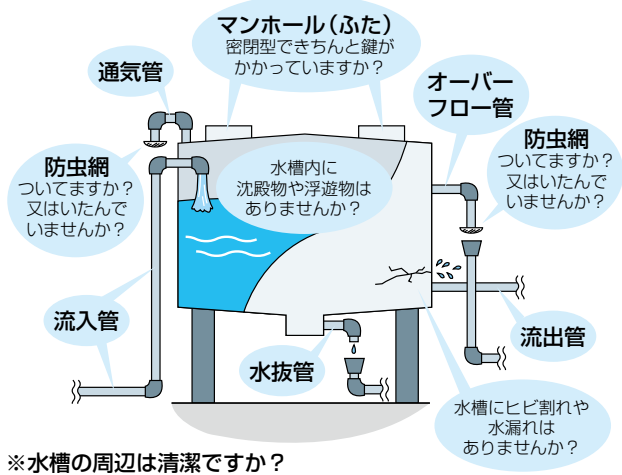 マンホール（ふた）
密閉型できちんと鍵が
かかっていますか？
通気管
オーバー
フロー管
防虫網
ついてますか？
又はいたんで
いませんか？
水槽内に
沈殿物や浮遊物は
ありませんか？
防虫網
ついてますか？
又はいたんで
いませんか？
流入管
水抜管
流出管
水槽にヒビ割れや
水漏れは
ありませんか？
※水槽の周辺は清潔ですか？